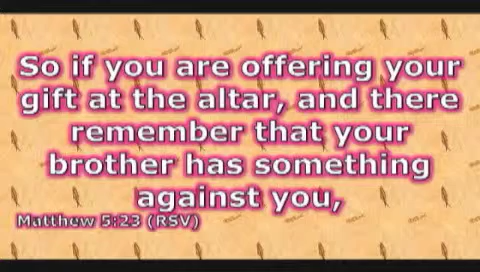 So if you are offering your
gift at the altar, and there
remember that your
brother has something
against you,
Matthew 5:23 (RSV)